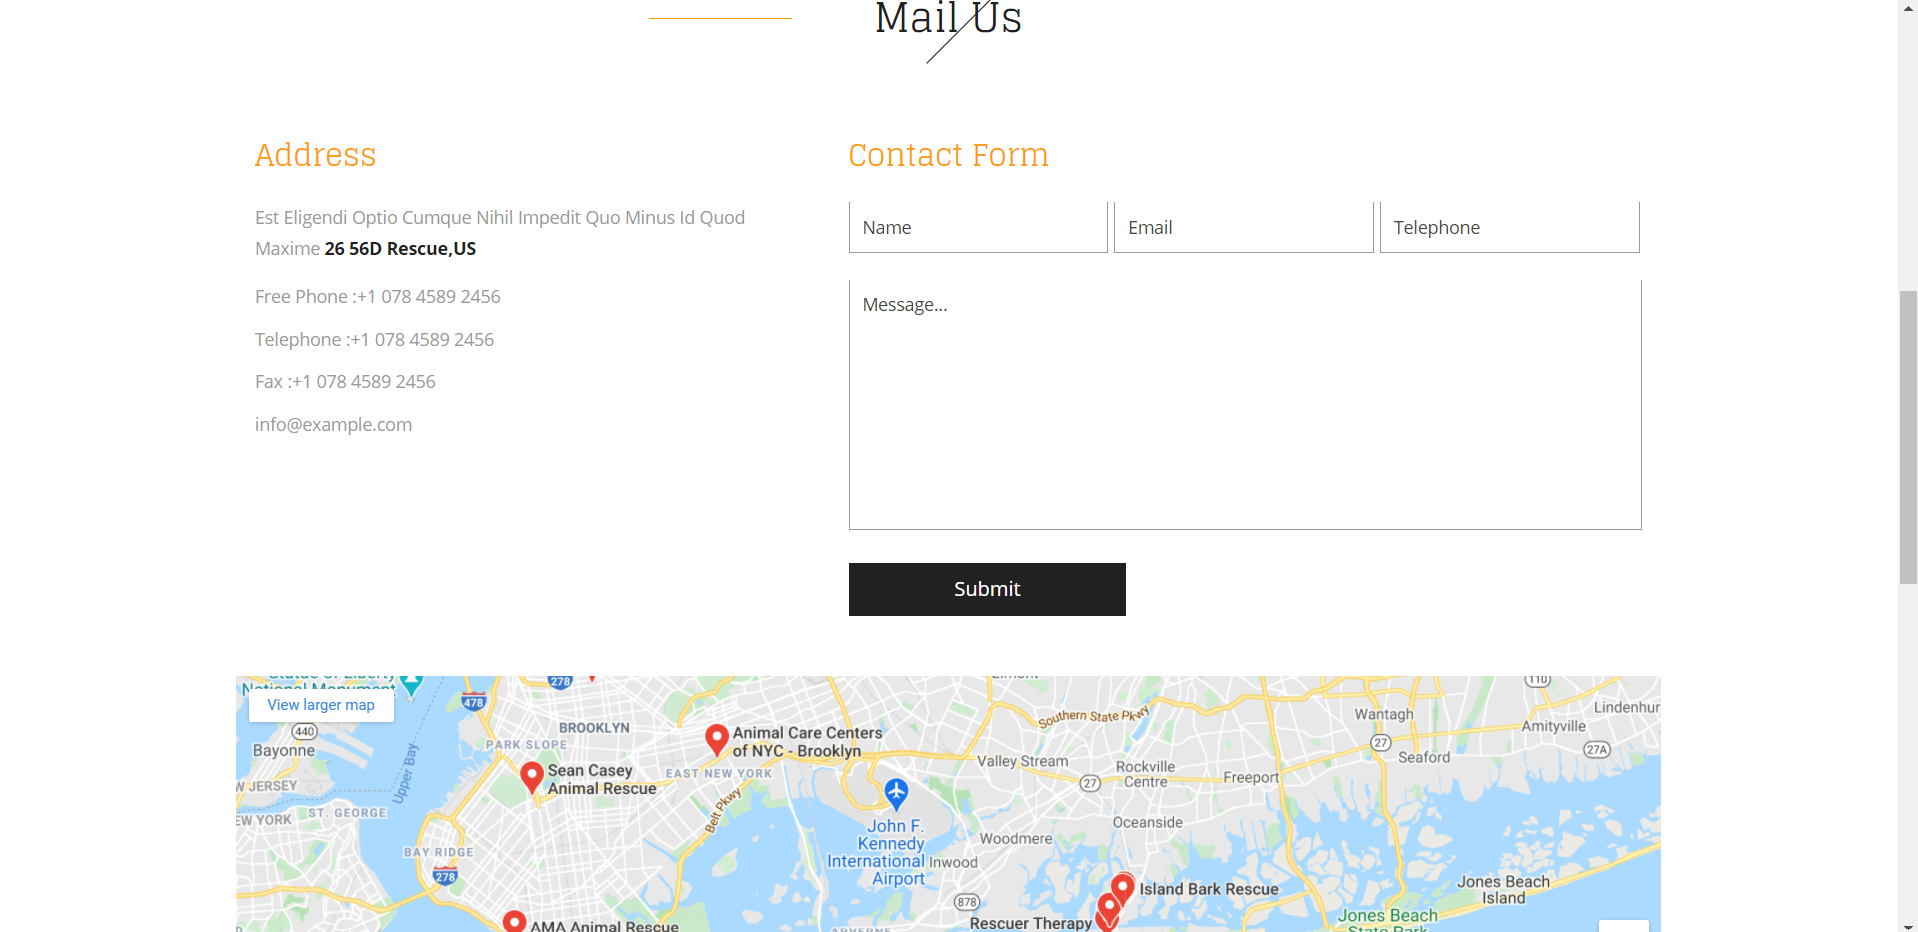 Mail Us
Address
Est Eligendi Optio Cumque Nihil Impedit Quo Minus Id Quod
Maxime 26 56D Rescue,US
Free Phone :+1 078 4589 2456
Telephone :+1 078 4589 2456
Fax :+1 078 4589 2456
info@example.com
Contact Form
Name
Email
Telephone
Message...
Submit
View larger map
478
278
440
Bayonne
BROOKLYN
PARK SLOPE
Animal Care Centers
of NYC - Brooklyn
Sean Casey
Animal Rescue
EAST NEW YORK
Upper Bay
W JERSEY
EW YORK
ST. GEORGE
Belt Pkwy
BAY RIDGE
278
John F.
Kennedy
International
Airport
AMA Animal Rescue
Southern State Pkwy
110
Lindenhur
Wantagh
Amityville
27
27A
Seaford
Valley Stream
Rockville
Centre
27
Freeport
Oceanside
Woodmere
Inwood
878
Island Bark Rescue
Rescuer Therapy
Jones Beach
Island
Jones Beach
State Park